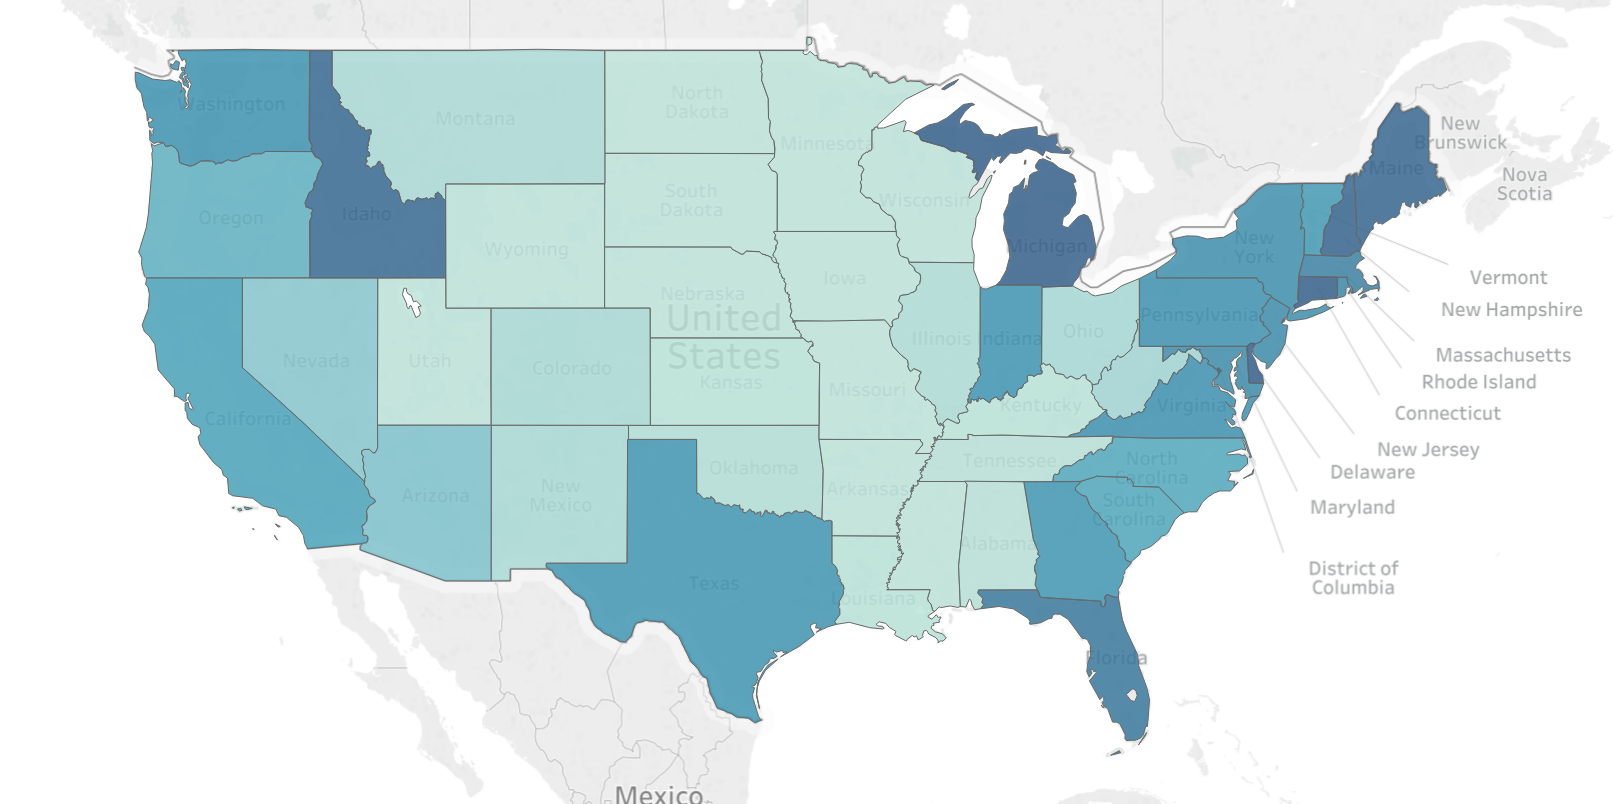 Washington
Montana
North
Dakota
Minnesota
New
Brunswick
Maine
Nova
Scotia
Oregon
Idaho
South
Dakota
Wisconsin
Wyoming
Michigan
New
York
Vermont
New Hampshire
Iowa
Nebraska
United
States
Pennsylvania
Nevada
Utah
Colorado
Kansas
Illinois
Indiana
Ohio
Massachusetts
Rhode Island
Connecticut
California
Missouri
Kentucky
Virginia
New Jersey
Delaware
Maryland
Arizona
New
Mexico
Oklahoma
Arkansas
Tennessee
North
Carolina
South
Carolina
Alabama
Texas
Louisiana
District of
Columbia
Florida
Mexico